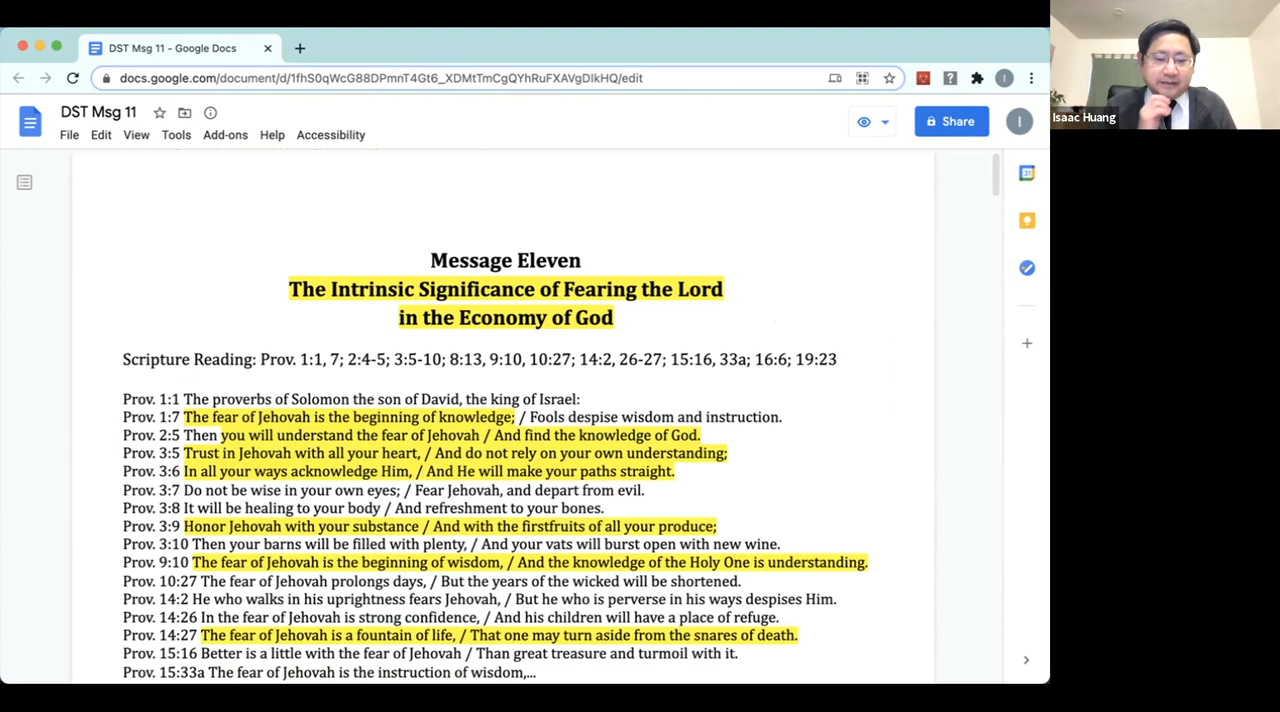 DST Msg 11 - Google Docs
docs.google.com/document/d/1fhS0qWcG88DPmnT4Gt6_XDMtTmCgQYhRuFXAVgDlkHQ/edit
DST Msg 11
File Edit View Tools Add-ons Help Accessibility
Share
I
I
31
Isaac Huang
Message Eleven
The Intrinsic Significance of Fearing the Lord
in the Economy of God
Scripture Reading: Prov. 1:1, 7; 2:4-5; 3:5-10; 8:13, 9:10, 10:27; 14:2, 26-27; 15:16, 33a; 16:6; 19:23
Prov. 1:1 The proverbs of Solomon the son of David, the king of Israel:
Prov. 1:7 The fear of Jehovah is the beginning of knowledge; / Fools despise wisdom and instruction.
Prov. 2:5 Then you will understand the fear of Jehovah / And find the knowledge of God.
Prov. 3:5 Trust in Jehovah with all your heart, / And do not rely on your own understanding;
Prov. 3:6 In all your ways acknowledge Him, / And He will make your paths straight.
Prov. 3:7 Do not be wise in your own eyes; / Fear Jehovah, and depart from evil.
Prov. 3:8 It will be healing to your body / And refreshment to your bones.
Prov. 3:9 Honor Jehovah with your substance / And with the firstfruits of all your produce;
Prov. 3:10 Then your barns will be filled with plenty, / And your vats will burst open with new wine.
Prov. 9:10 The fear of Jehovah is the beginning of wisdom, / And the knowledge of the Holy One is understanding.
Prov. 10:27 The fear of Jehovah prolongs days, / But the years of the wicked will be shortened.
Prov. 14:2 He who walks in his uprightness fears Jehovah, / But he who is perverse in his ways despises Him.
Prov. 14:26 In the fear of Jehovah is strong confidence, / And his children will have a place of refuge.
Prov. 14:27 The fear of Jehovah is a fountain of life, / That one may turn aside from the snares of death.
Prov. 15:16 Better is a little with the fear of Jehovah / Than great treasure and turmoil with it.
Prov. 15:33a The fear of Jehovah is the instruction of wisdom,...